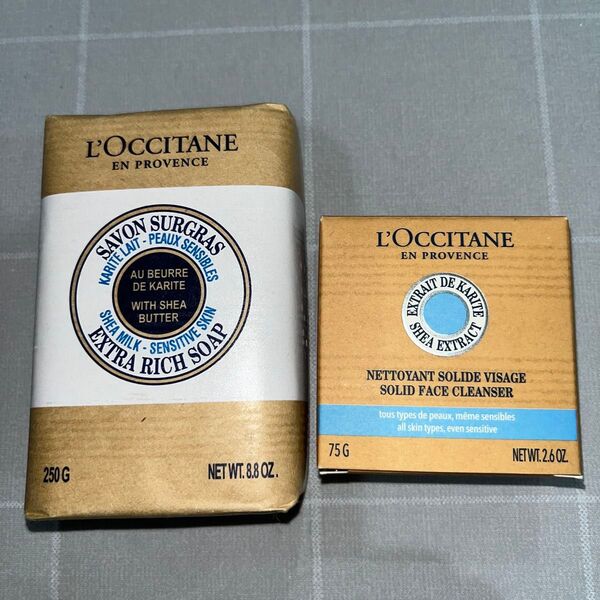 L'OCCITANE
EN PROVENCE
SAVON SURGRAS
KARITE LAIT - PEAUX SENSIBLES
AU BEURRE
DE KARITE
WITH SHEA
BUTTER
SHEA MILK - SENSITIVE SKIN
EXTRA RICH SOAP
250 G
NET WT. 8.8 OZ.
L'OCCITANE
EN PROVENCE
EXTRAIT DE KARITÉ
SHEA EXTRACT
NETTOYANT SOLIDE VISAGE
SOLID FACE CLEANSER
tous types de peaux, même sensibles
all skin types, even sensitive
75 G
NET WT. 2.6 OZ.